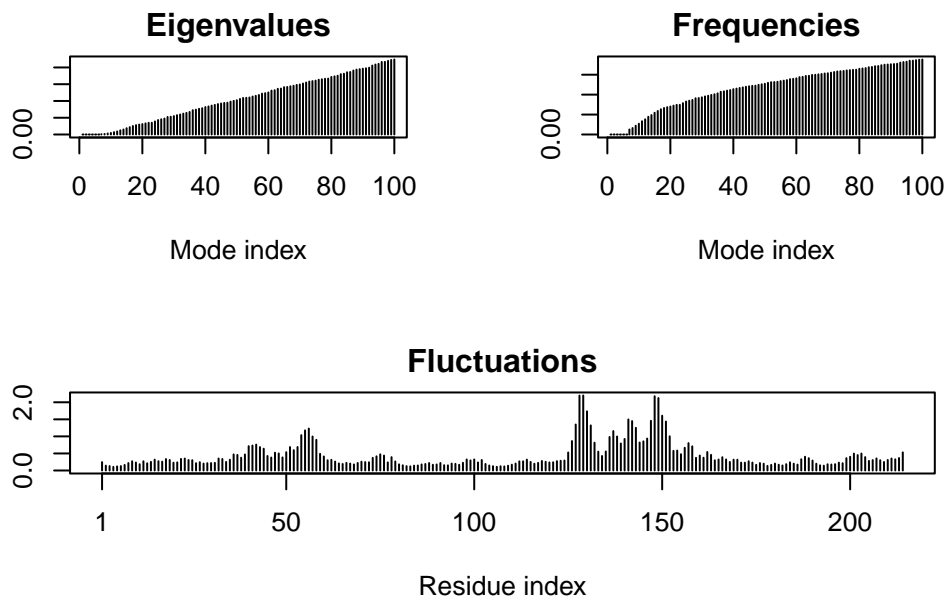 Eigenvalues
0.00
0 20 40 60 80 100
Mode index
Frequencies
0.00
0 20 40 60 80 100
Mode index
Fluctuations
2.0
0.0
1 50 100 150 200
Residue index